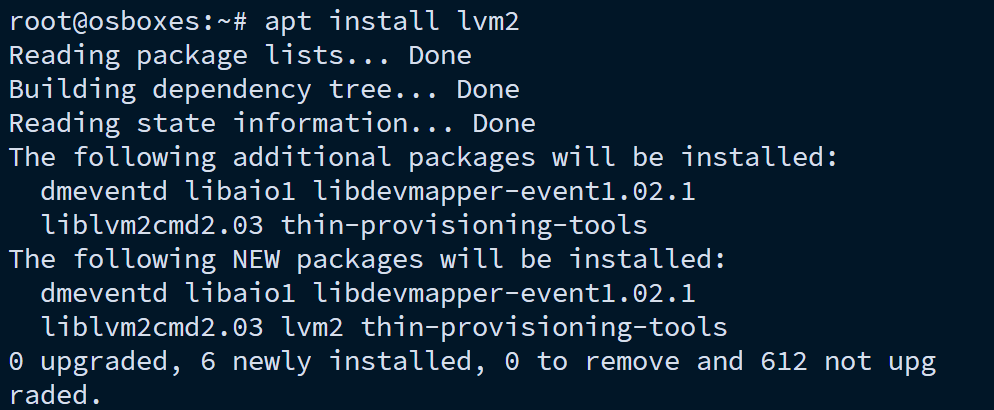 root@osboxes:~# apt install lvm2
Reading package lists... Done
Building dependency tree... Done
Reading state information... Done
The following additional packages will be installed:
  dmeventd libaio1 libdevmapper-event1.02.1
  liblvm2cmd2.03 thin-provisioning-tools
The following NEW packages will be installed:
  dmeventd libaio1 libdevmapper-event1.02.1
  liblvm2cmd2.03 lvm2 thin-provisioning-tools
0 upgraded, 6 newly installed, 0 to remove and 612 not upg
raded.